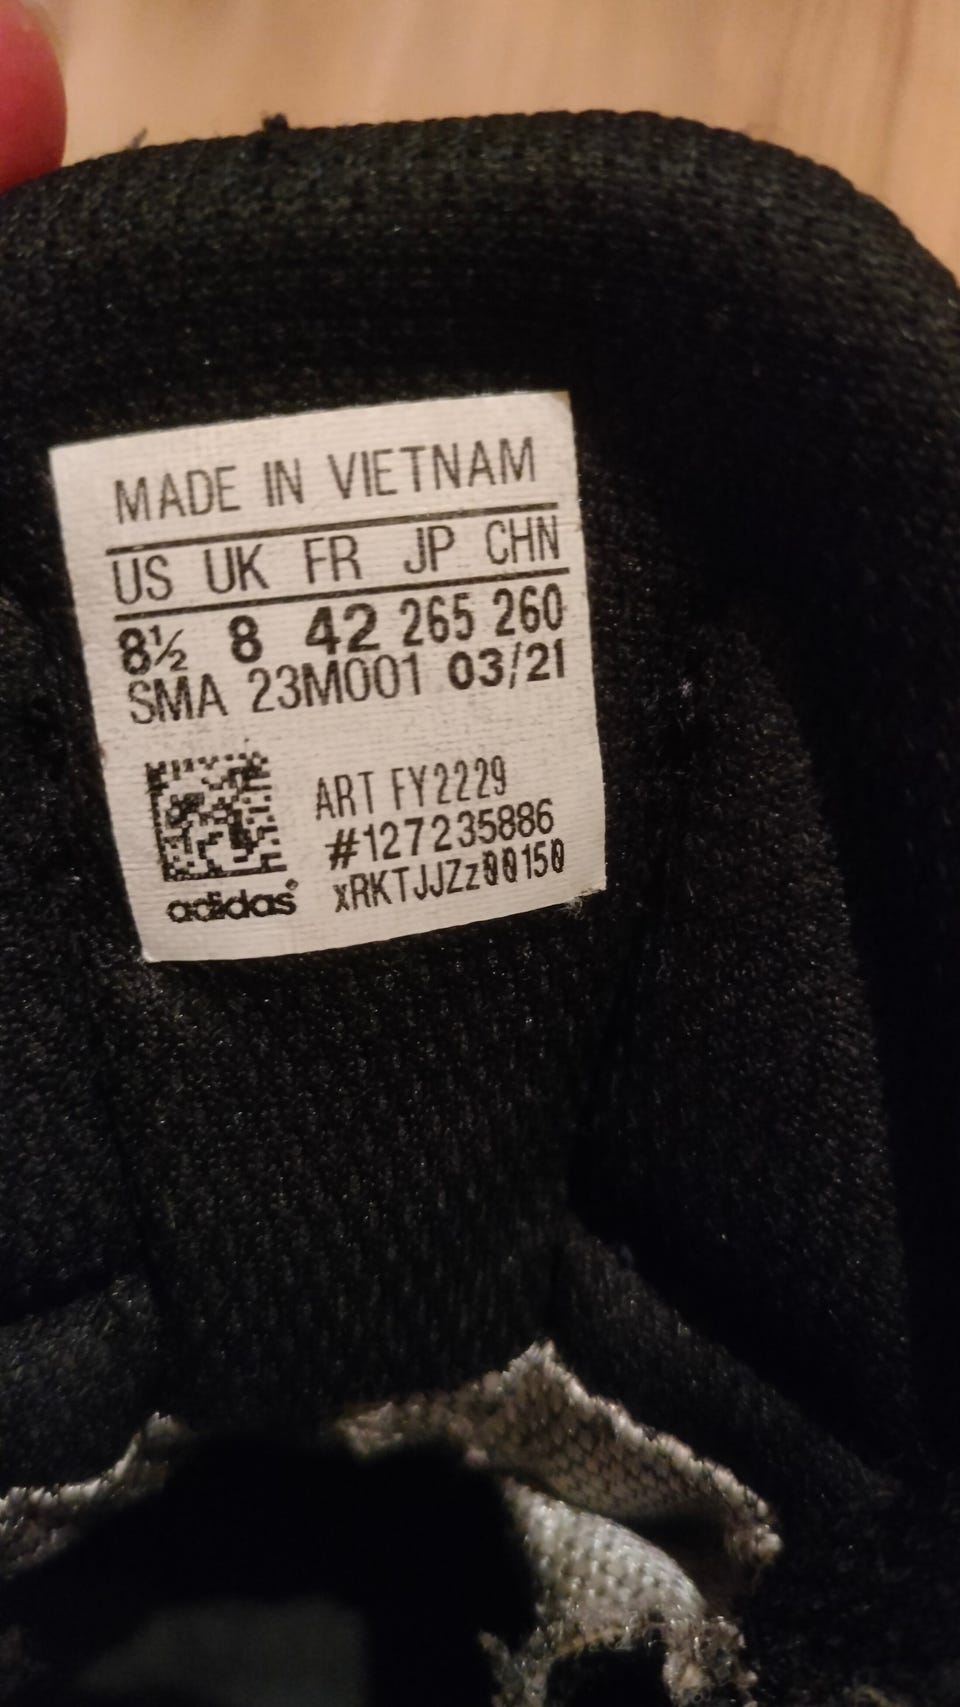 MADE IN VIETNAM
US UK FR JP CHN
8½ 8 42 265 260
SMA 23M001 03/21
ART FY2229
#127235886
xRKTJJZz00150
adidas®